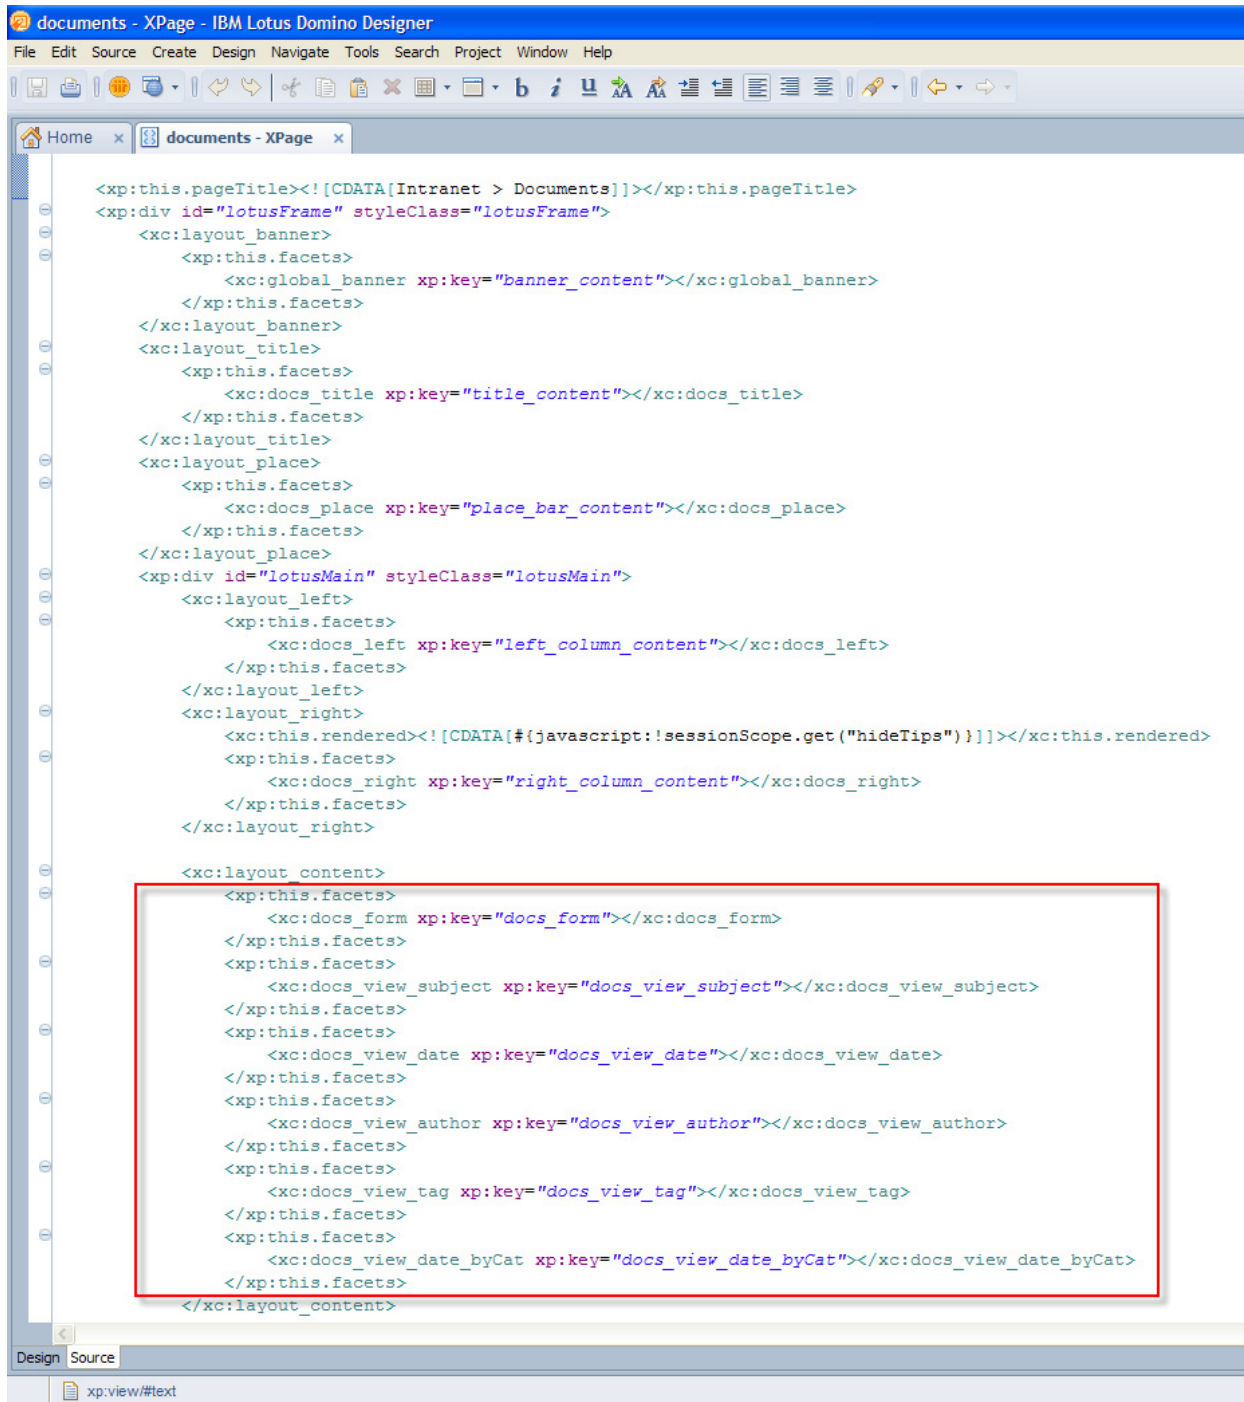 documents - XPage - IBM Lotus Domino Designer
File Edit Source Create Design Navigate Tools Search Project Window Help
b i u AA AA
Home documents - XPage
<xp:this.pageTitle><![CDATA[Intranet > Documents]]></xp:this.pageTitle>
<xp:div id="lotusFrame" styleClass="lotusFrame">
<xc:layout_banner>
<xp:this.facets>
<xc:global_banner xp:key="banner_content"></xc:global_banner>
</xp:this.facets>
</xc:layout_banner>
<xc:layout_title>
<xp:this.facets>
<xc:docs_title xp:key="title_content"></xc:docs_title>
</xp:this.facets>
</xc:layout_title>
<xc:layout_place>
<xp:this.facets>
<xc:docs_place xp:key="place_bar_content"></xc:docs_place>
</xp:this.facets>
</xc:layout_place>
<xp:div id="lotusMain" styleClass="lotusMain">
<xc:layout_left>
<xp:this.facets>
<xc:docs_left xp:key="left_column_content"></xc:docs_left>
</xp:this.facets>
</xc:layout_left>
<xc:layout_right>
<xc:this.rendered><![CDATA[#{javascript:!sessionScope.get("hideTips")}]]></xc:this.rendered>
<xp:this.facets>
<xc:docs_right xp:key="right_column_content"></xc:docs_right>
</xp:this.facets>
</xc:layout_right>
<xc:layout_content>
<xp:this.facets>
<xc:docs_form xp:key="docs_form"></xc:docs_form>
</xp:this.facets>
<xp:this.facets>
<xc:docs_view_subject xp:key="docs_view_subject"></xc:docs_view_subject>
</xp:this.facets>
<xp:this.facets>
<xc:docs_view_date xp:key="docs_view_date"></xc:docs_view_date>
</xp:this.facets>
<xp:this.facets>
<xc:docs_view_author xp:key="docs_view_author"></xc:docs_view_author>
</xp:this.facets>
<xp:this.facets>
<xc:docs_view_tag xp:key="docs_view_tag"></xc:docs_view_tag>
</xp:this.facets>
<xp:this.facets>
<xc:docs_view_date_byCat xp:key="docs_view_date_byCat"></xc:docs_view_date_byCat>
</xp:this.facets>
</xc:layout_content>
Design Source
xp:view/#text